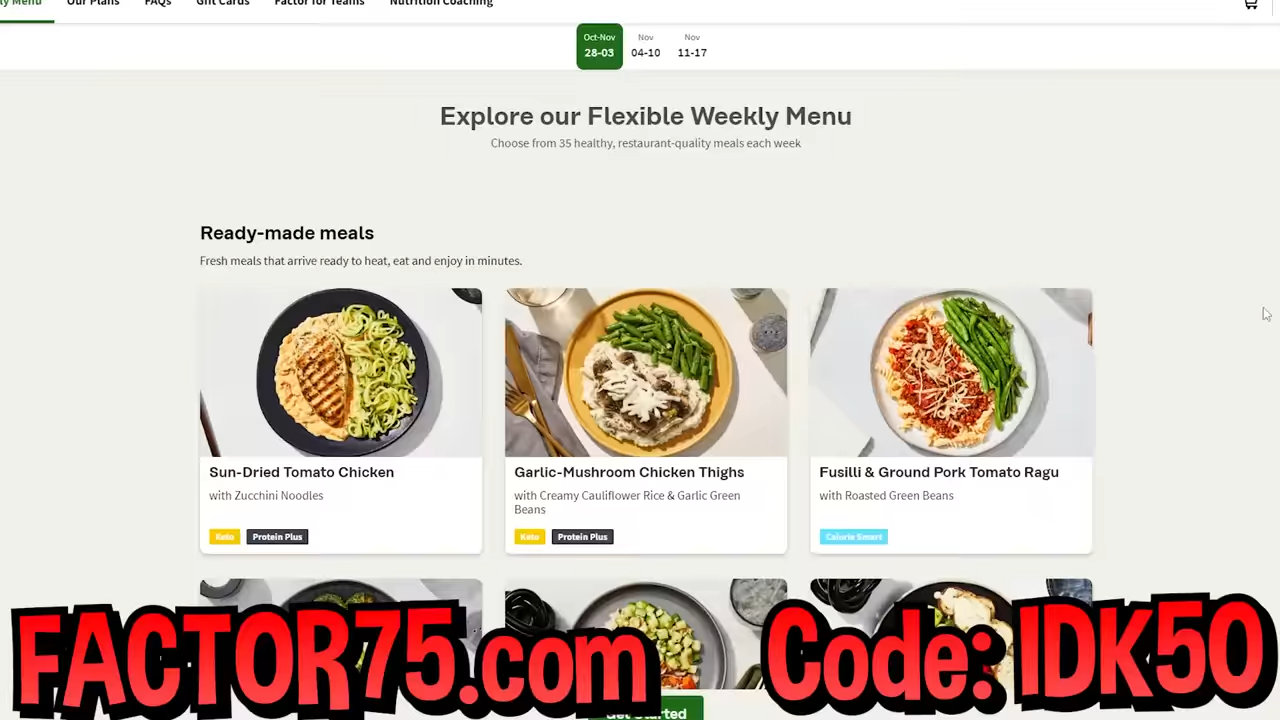 ly Menu Our Plans FAQs Gift Cards Factor for Teams Nutrition Coaching
Oct-Nov Nov Nov
28-03 04-10 11-17
Explore our Flexible Weekly Menu
Choose from 35 healthy, restaurant-quality meals each week
Ready-made meals
Fresh meals that arrive ready to heat, eat and enjoy in minutes.
Sun-Dried Tomato Chicken
with Zucchini Noodles
Keto Protein Plus
Garlic-Mushroom Chicken Thighs
with Creamy Cauliflower Rice & Garlic Green
Beans
Keto Protein Plus
Fusilli & Ground Pork Tomato Ragu
with Roasted Green Beans
Calorie Smart
FACTOR75.com Code: IDK50
Get Started